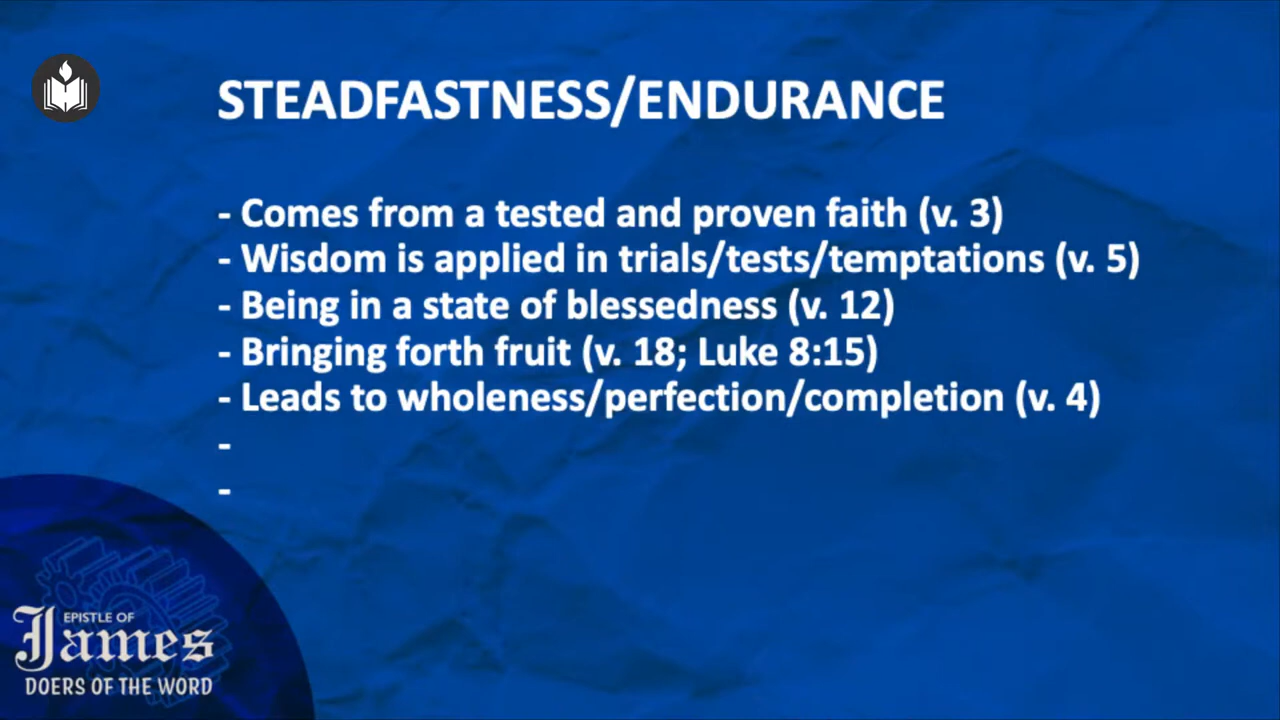 STEADFASTNESS/ENDURANCE
- Comes from a tested and proven faith (v. 3)
- Wisdom is applied in trials/tests/temptations (v. 5)
- Being in a state of blessedness (v. 12)
- Bringing forth fruit (v. 18; Luke 8:15)
- Leads to wholeness/perfection/completion (v. 4)
-
-
EPISTLE OF
James
DOERS OF THE WORD